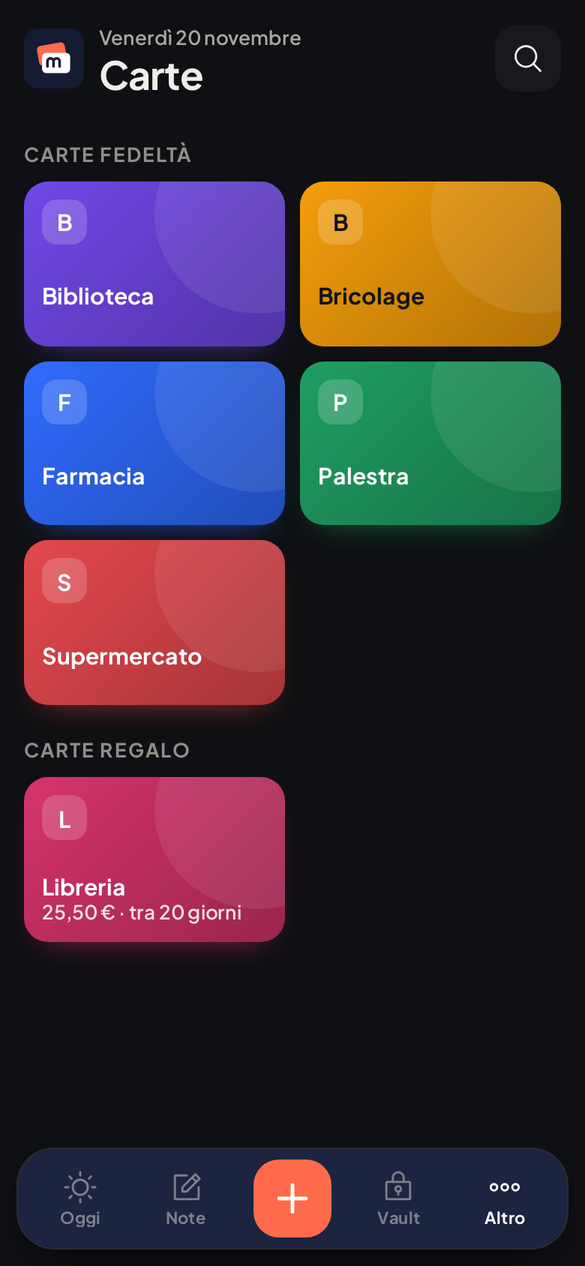 m
Venerdì 20 novembre
Carte
CARTE FEDELTÀ
B
Biblioteca
B
Bricolage
F
Farmacia
P
Palestra
S
Supermercato
CARTE REGALO
L
Libreria
25,50 € · tra 20 giorni
Oggi
Note
Vault
Altro